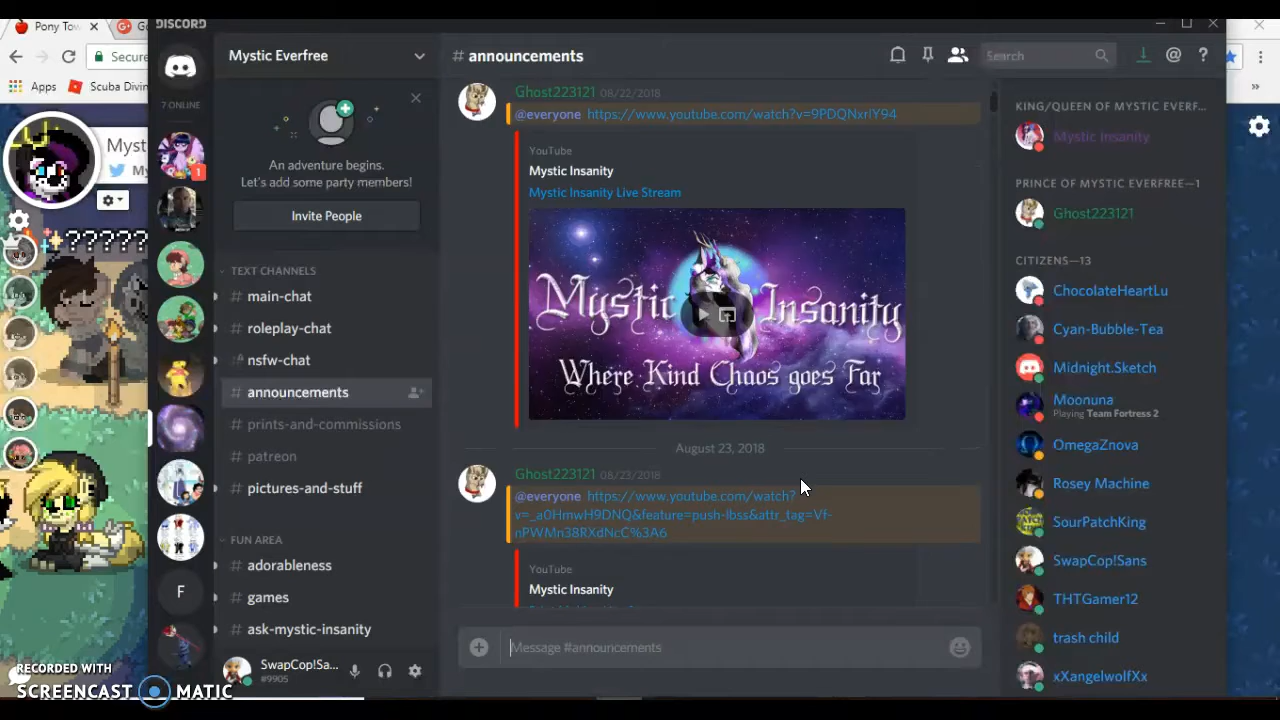 Pony Tow
Go
DISCORD
Secure
Apps
Scuba Divi
Myst
My
???????
7 ONLINE
1
F
Mystic Everfree
An adventure begins.
Let's add some party members!
Invite People
TEXT CHANNELS
# main-chat
# roleplay-chat
nsfw-chat
# announcements
# prints-and-commissions
# patreon
# pictures-and-stuff
FUN AREA
# adorableness
# games
# ask-mystic-insanity
SwapCop!Sa...
#9905
# announcements
Search
Ghost223121 08/22/2018
@everyone https://www.youtube.com/watch?v=9PDQNxrlY94
YouTube
Mystic Insanity
Mystic Insanity Live Stream
Mystic Insanity
Where Kind Chaos goes Far
August 23, 2018
Ghost223121 08/23/2018
@everyone https://www.youtube.com/watch?
v=_a0HmwH9DNQ&feature=push-lbss&attr_tag=Vf-
nPWMn38RXdNcC%3A6
YouTube
Mystic Insanity
Message #announcements
KING/QUEEN OF MYSTIC EVERF...
Mystic Insanity
PRINCE OF MYSTIC EVERFREE—1
Ghost223121
CITIZENS—13
ChocolateHeartLu
Cyan-Bubble-Tea
Midnight.Sketch
Moonuna
Playing Team Fortress 2
OmegaZnova
Rosey Machine
SourPatchKing
SwapCop!Sans
THTGamer12
trash child
xXangelwolfXx
RECORDED WITH
SCREENCAST MATIC